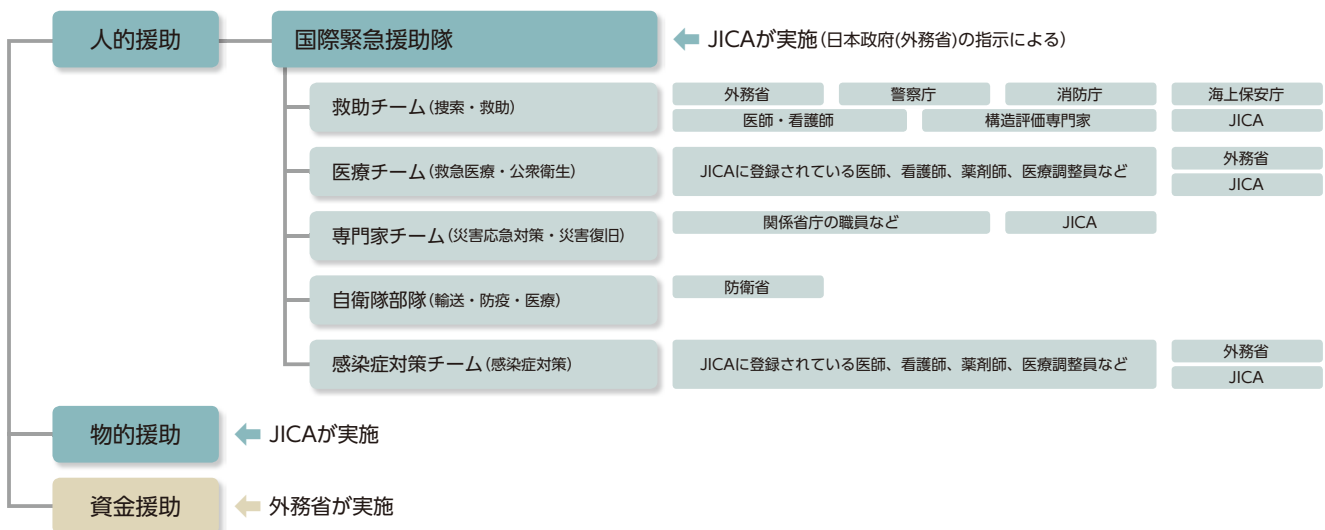 人的援助
国際緊急援助隊
JICAが実施(日本政府(外務省)の指示による)
救助チーム(捜索・救助)
外務省
警察庁
消防庁
海上保安庁
医師・看護師
構造評価専門家
JICA
医療チーム(救急医療・公衆衛生)
JICAに登録されている医師、看護師、薬剤師、医療調整員など
外務省
JICA
専門家チーム(災害応急対策・災害復旧)
関係省庁の職員など
JICA
自衛隊部隊(輸送・防疫・医療)
防衛省
感染症対策チーム(感染症対策)
JICAに登録されている医師、看護師、薬剤師、医療調整員など
外務省
JICA
物的援助
JICAが実施
資金援助
外務省が実施